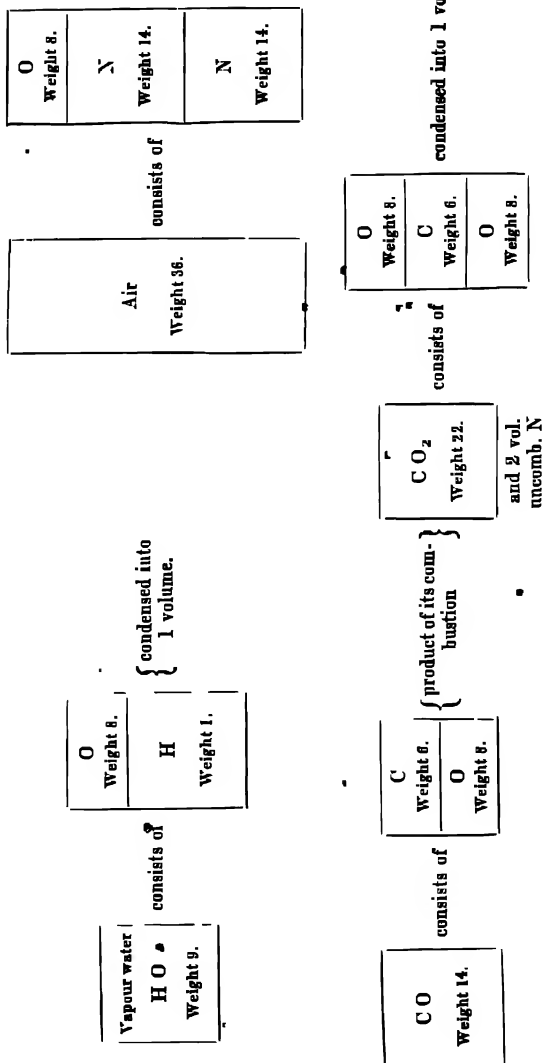 Vapour water
H O
Weight 9.
consists of
O
Weight 8.
H
Weight 1.
{ condensed into
1 volume.
Air
Weight 36.
consists of
O
Weight 8.
N
Weight 14.
N
Weight 14.
C O
Weight 14.
consists of
C
Weight 6.
O
Weight 8.
{ product of its com- }
bustion
C O₂
Weight 22.
and 2 vol.
uncomb. N
consists of
O
Weight 8.
C
Weight 6.
O
Weight 8.
condensed into 1